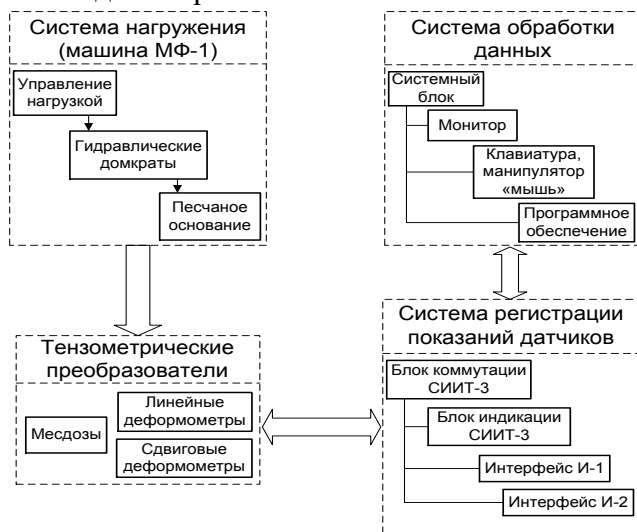 Система нагружения
(машина МФ-1)
Управление
нагрузкой
Гидравлические
домкраты
Песчаное
основание
Система обработки
данных
Системный
блок
Монитор
Клавиатура,
манипулятор
«мышь»
Программное
обеспечение
Тензометрические
преобразователи
Месдозы
Линейные
деформометры
Сдвиговые
деформометры
Система регистрации
показаний датчиков
Блок коммутации
СИИТ-3
Блок индикации
СИИТ-3
Интерфейс И-1
Интерфейс И-2